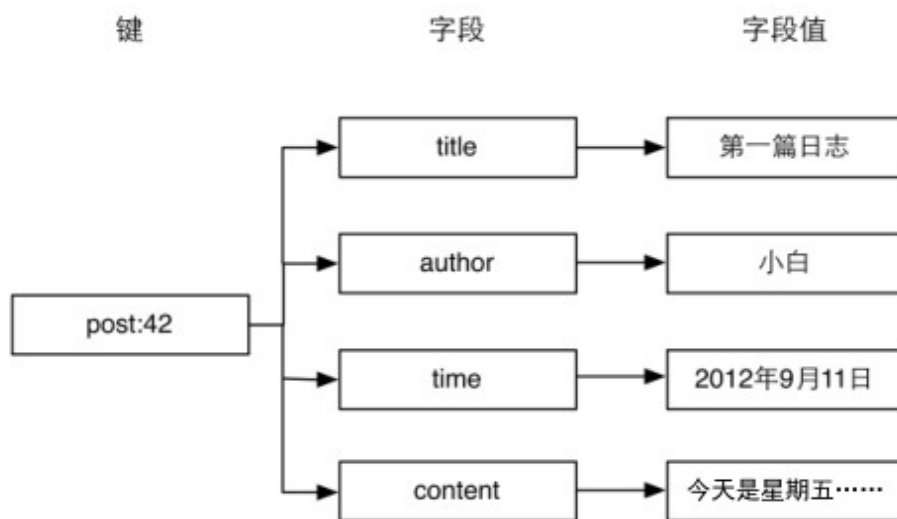 键 字段 字段值
title 第一篇日志
author 小白
post:42
time 2012年9月11日
content 今天是星期五……